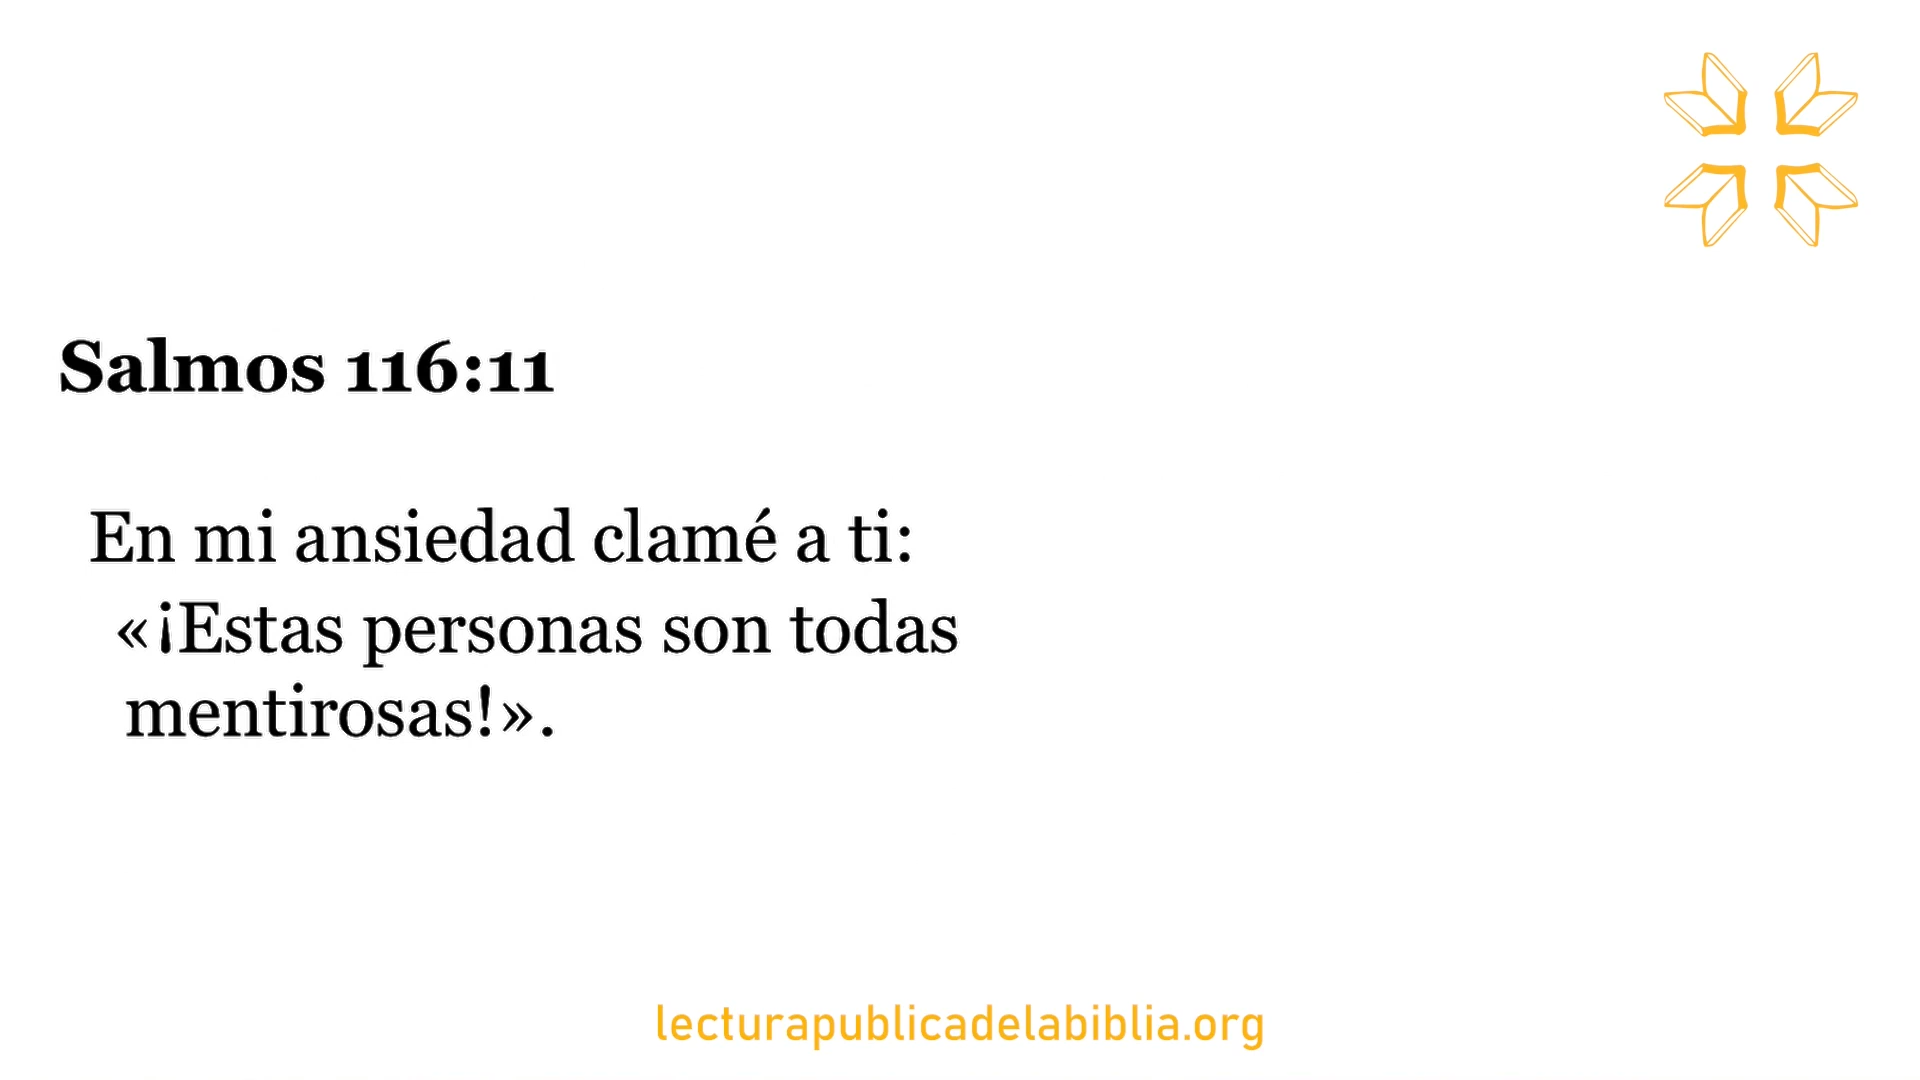 Salmos 116:11
En mi ansiedad clamé a ti:
«¡Estas personas son todas
mentirosas!».
lecturapublicadelabiblia.org